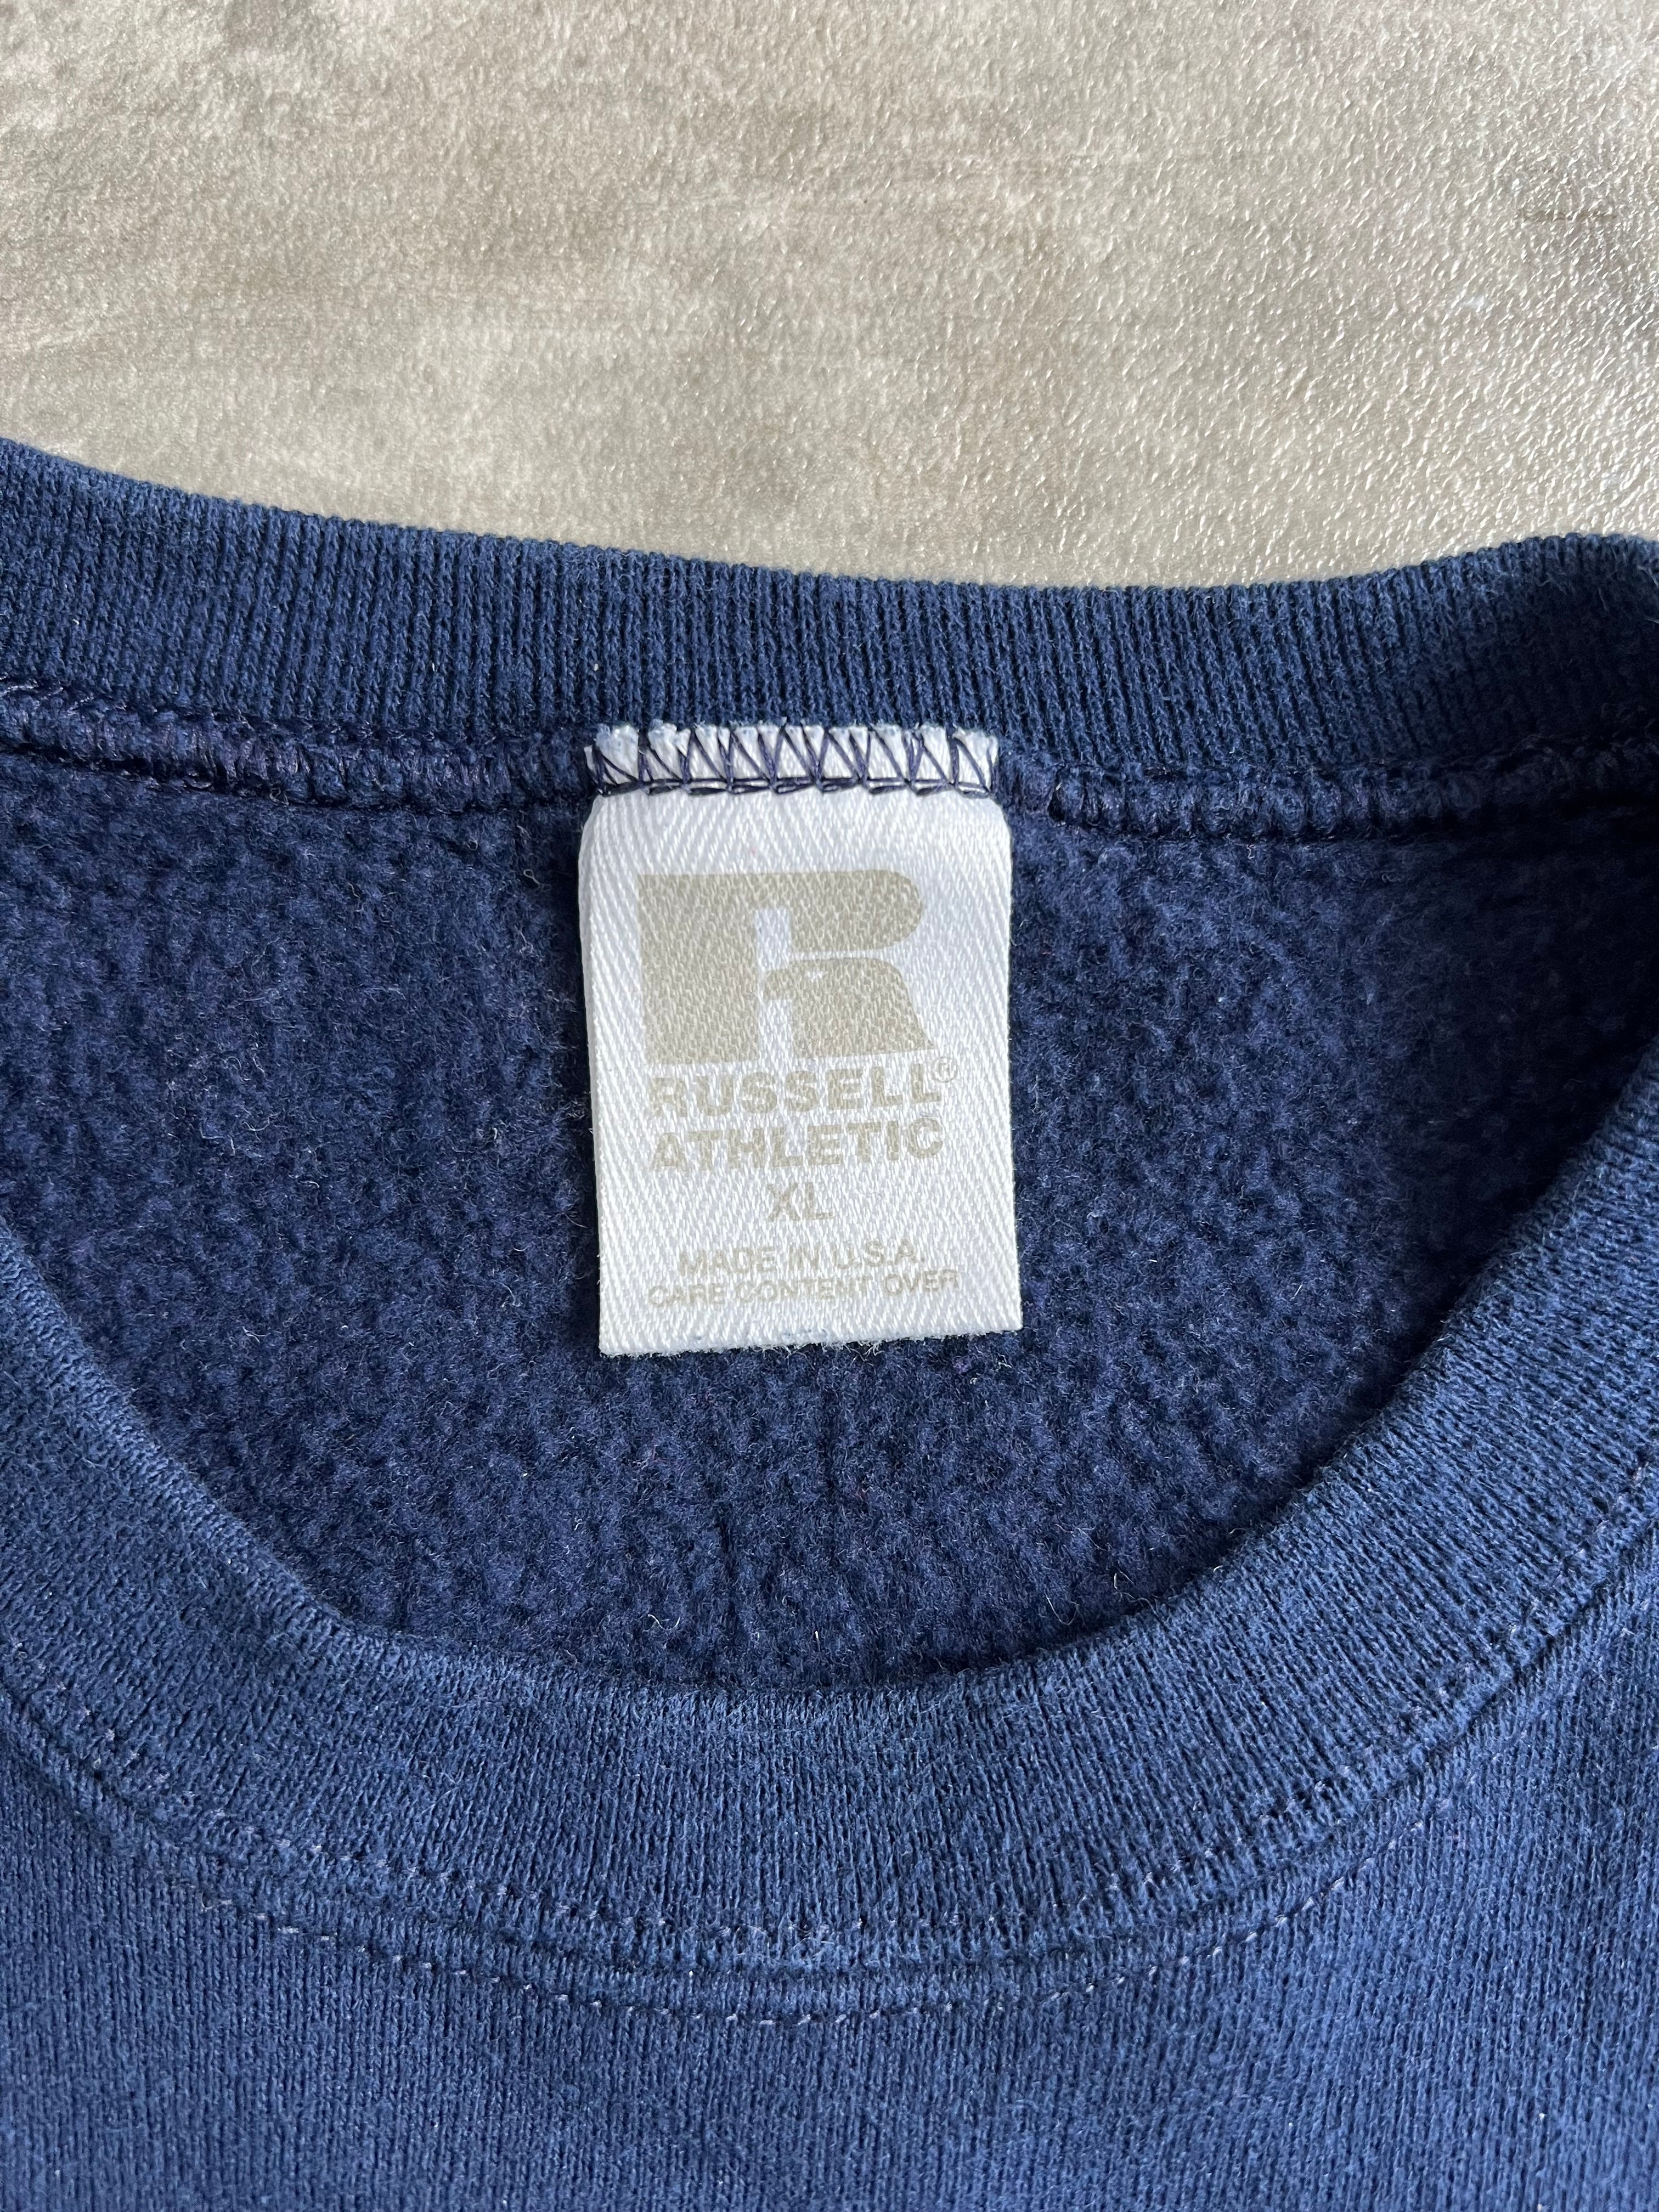 R
RUSSELL®
ATHLETIC
XL
MADE IN U.S.A.
CARE CONTENT OVER